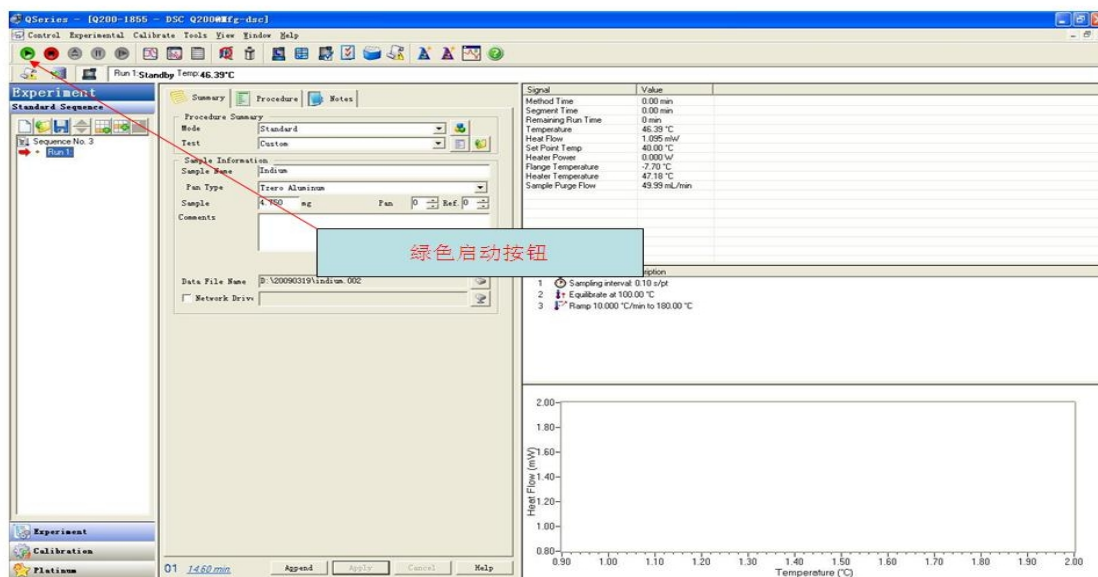 QSeries - [Q200-1855 - DSC Q200@Mfg-dsc]
Control Experimental Calibrate Tools View Window Help
Run 1:Standby Temp:46.39°C
Experiment
Standard Sequence
Sequence No. 3
Run 1
Summary Procedure Notes
Procedure Summary
Mode Standard
Test Custom
Sample Information
Sample Name Indium
Pan Type Tzero Aluminum
Sample 4.750 mg Pan 0 Ref. 0
Comments
Data File Name D:\20090319\indium.002
Network Drive
绿色启动按钮
Signal Value
Method Time 0.00 min
Segment Time 0.00 min
Remaining Run Time 0 min
Temperature 46.39 °C
Heat Flow 1.095 mW
Set Point Temp 40.00 °C
Heater Power 0.000 W
Flange Temperature -7.70 °C
Heater Temperature 47.18 °C
Sample Purge Flow 49.99 mL/min
1 Sampling interval: 0.10 s/pt
2 Equilibrate at 100.00 °C
3 Ramp 10.000 °C/min to 180.00 °C
2.00
1.80
1.60
1.40
1.20
1.00
0.80
Heat Flow (mW)
0.90 1.00 1.10 1.20 1.30 1.40 1.50 1.60 1.70 1.80 1.90 2.00
Temperature (°C)
Experiment
Calibration
Platinum
01 14.60 min. Append Apply Cancel Help